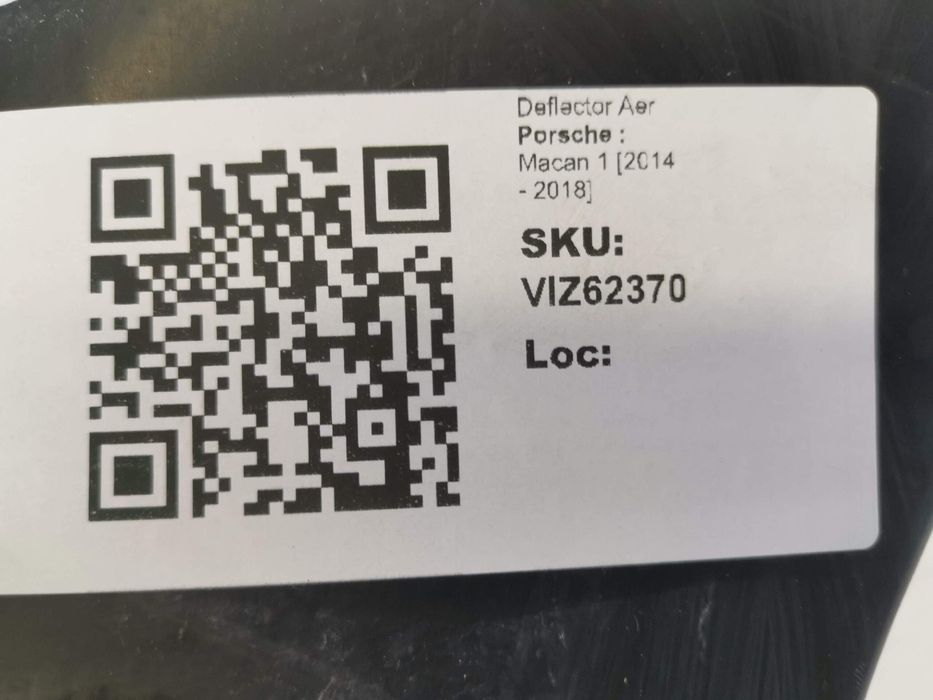 Deflector Aer
Porsche :
Macan 1 [2014
- 2018]
SKU:
VIZ62370
Loc: